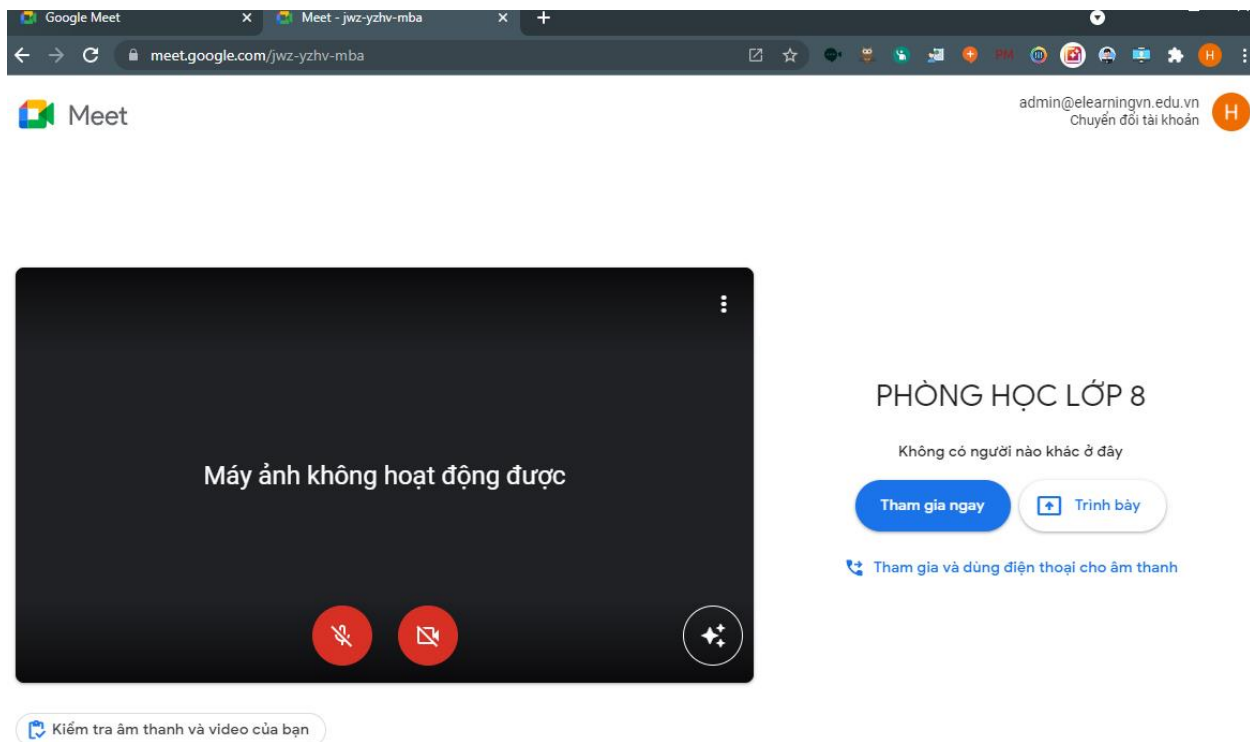 Google Meet
Meet - jwz-yzhv-mba
meet.google.com/jwz-yzhv-mba
PM
H
Meet
admin@elearningvn.edu.vn
Chuyển đổi tài khoản
H
Máy ảnh không hoạt động được
PHÒNG HỌC LỚP 8
Không có người nào khác ở đây
Tham gia ngay
Trình bày
Tham gia và dùng điện thoại cho âm thanh
Kiểm tra âm thanh và video của bạn